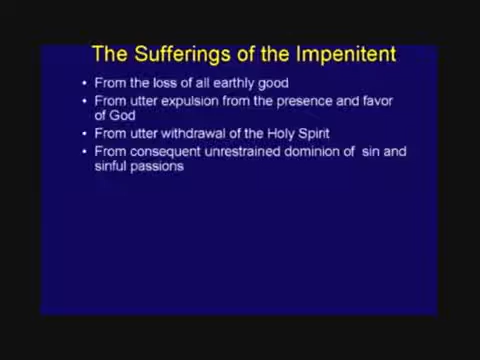 The Sufferings of the Impenitent
• From the loss of all earthly good
• From utter expulsion from the presence and favor
of God
• From utter withdrawal of the Holy Spirit
• From consequent unrestrained dominion of sin and
sinful passions